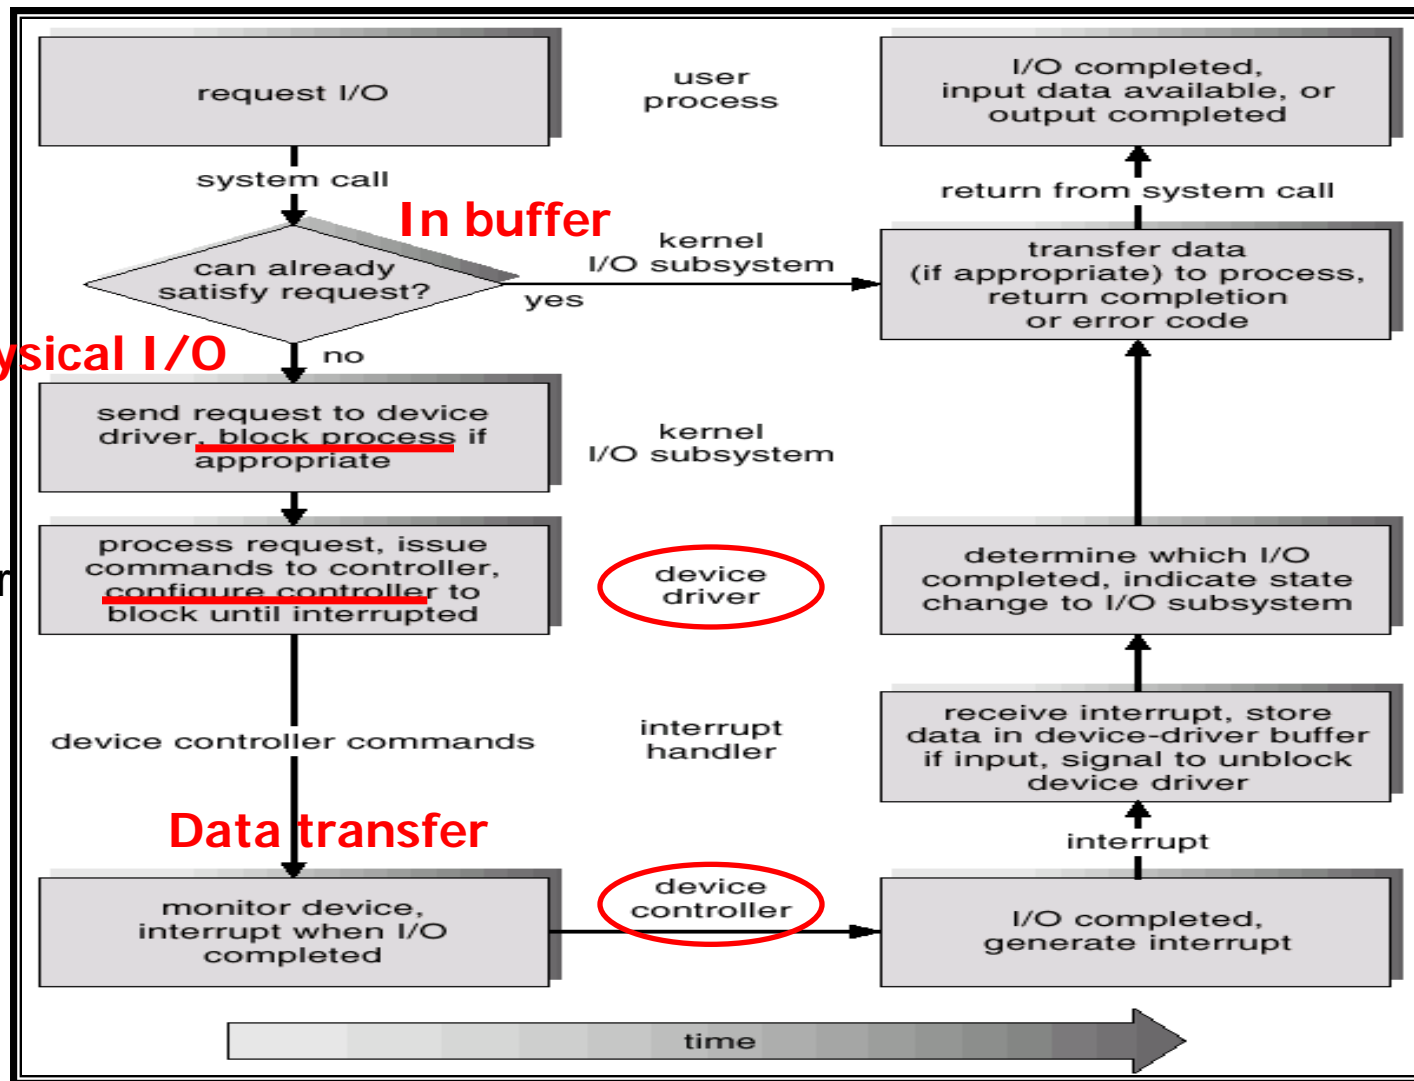 request I/O
user
process
I/O completed,
input data available, or
output completed
system call
return from system call
In buffer
can already
satisfy request?
kernel
I/O subsystem
yes
transfer data
(if appropriate) to process,
return completion
or error code
ysical I/O
no
send request to device
driver, block process if
appropriate
kernel
I/O subsystem
process request, issue
commands to controller,
configure controller to
block until interrupted
r
device
driver
determine which I/O
completed, indicate state
change to I/O subsystem
device controller commands
interrupt
handler
receive interrupt, store
data in device-driver buffer
if input, signal to unblock
device driver
Data transfer
interrupt
monitor device,
interrupt when I/O
completed
device
controller
I/O completed,
generate interrupt
time